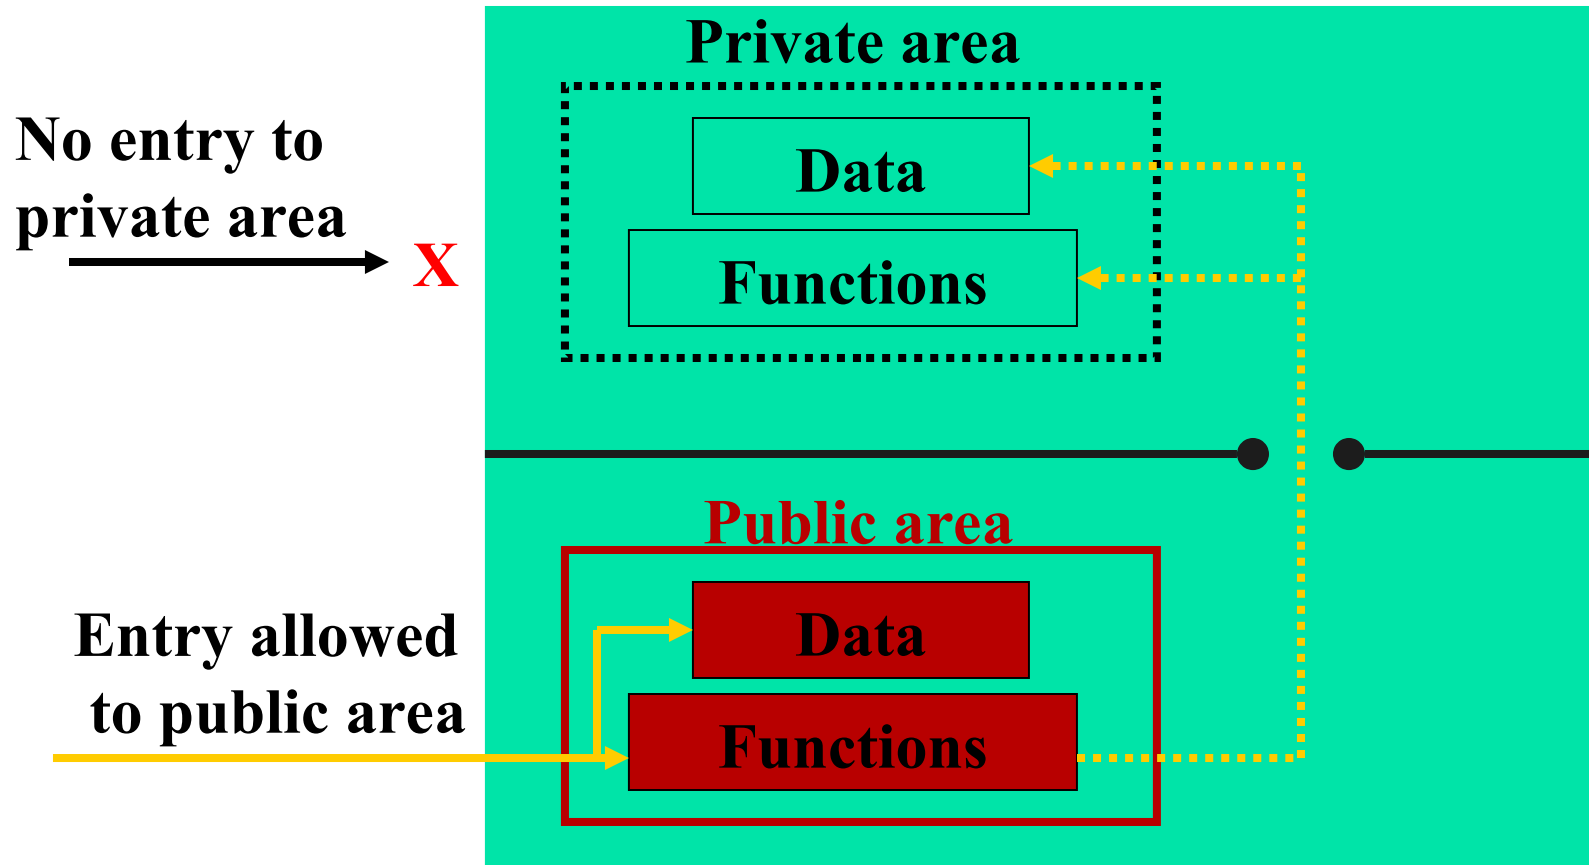 Private area
No entry to
private area
X
Data
Functions
Public area
Entry allowed
to public area
Data
Functions